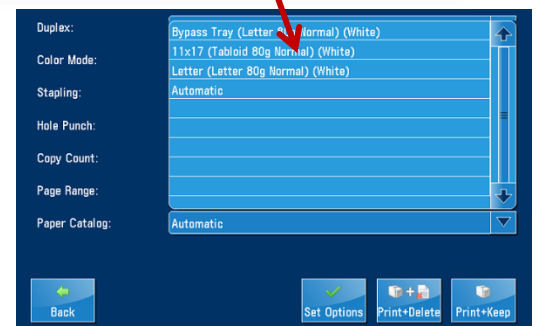 Duplex:
Bypass Tray (Letter 80g Normal) (White)
11x17 (Tabloid 80g Normal) (White)
Color Mode:
Letter (Letter 80g Normal) (White)
Stapling:
Automatic
Hole Punch:
Copy Count:
Page Range:
Paper Catalog:
Automatic
Back
Set Options
Print+Delete
Print+Keep